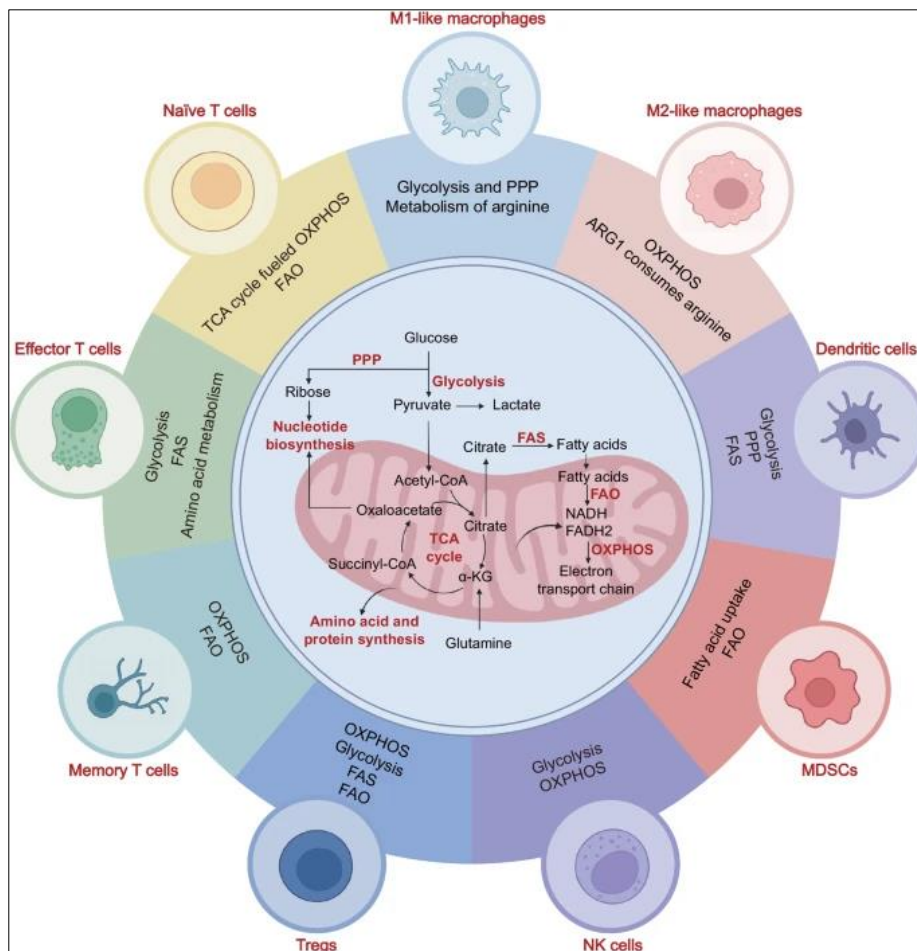 M1-like macrophages
Naïve T cells
M2-like macrophages
Glycolysis and PPP
Metabolism of arginine
TCA cycle fueled OXPHOS
FAO
OXPHOS
ARG1 consumes arginine
Effector T cells
Dendritic cells
Glycolysis
FAS
Amino acid metabolism
Glycolysis
PPP
FAS
Glucose
PPP
Glycolysis
Ribose
Pyruvate
Lactate
Nucleotide
biosynthesis
Citrate
FAS
Fatty acids
Acetyl-CoA
Fatty acids
FAO
Oxaloacetate
Citrate
NADH
FADH2
TCA
cycle
OXPHOS
Succinyl-CoA
α-KG
Electron
transport chain
Amino acid and
protein synthesis
Glutamine
OXPHOS
FAO
Fatty acid uptake
FAO
Memory T cells
MDSCs
OXPHOS
Glycolysis
FAS
FAO
Glycolysis
OXPHOS
Tregs
NK cells